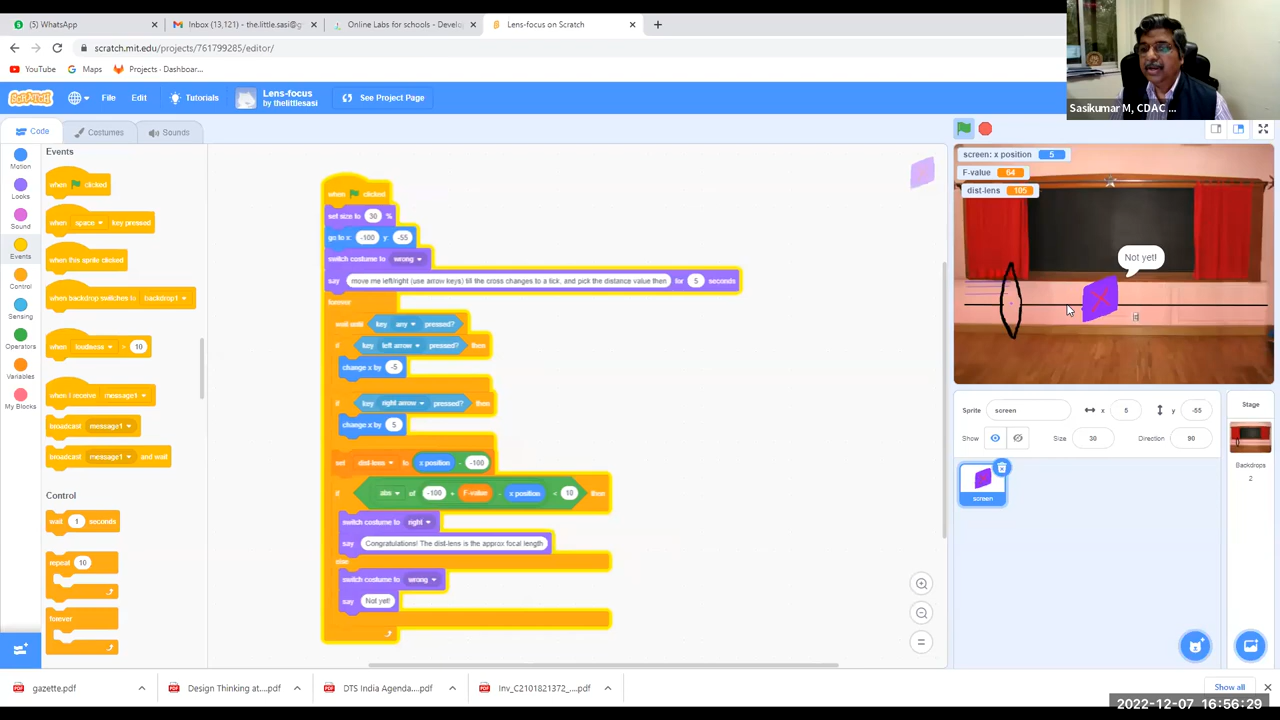 (5) WhatsApp
Inbox (13,121) - the.little.sasi@g
Online Labs for schools - Develo
Lens-focus on Scratch
scratch.mit.edu/projects/761799285/editor/
YouTube
Maps
Projects · Dashboar...
SCRATCH
File
Edit
Tutorials
Lens-focus
by thelittlesasi
See Project Page
Sasikumar M, CDAC ...
Code
Costumes
Sounds
Motion
Looks
Sound
Events
Control
Sensing
Operators
Variables
My Blocks
Events
when clicked
when space key pressed
when this sprite clicked
when backdrop switches to backdrop1
when loudness > 10
when I receive message1
broadcast message1
broadcast message1 and wait
Control
wait 1 seconds
repeat 10
forever
when clicked
set size to 30 %
go to x: -100 y: -55
switch costume to wrong
say move me left/right (use arrow keys) till the cross changes to a tick, and pick the distance value then for 5 seconds
forever
wait until key any pressed?
if key left arrow pressed? then
change x by -5
if key right arrow pressed? then
change x by 5
set dist-lens to x position - -100
if abs of -100 + F-value - x position < 10 then
switch costume to right
say Congratulations! The dist-lens is the approx focal length
else
switch costume to wrong
say Not yet!
screen: x position 5
F-value 64
dist-lens 105
Not yet!
Sprite screen x 5 y -55
Show Size 30 Direction 90
screen
Stage
Backdrops
2
gazette.pdf
Design Thinking at....pdf
DTS India Agenda....pdf
Inv_C2101821372_....pdf
Show all
2022-12-07 16:56:29